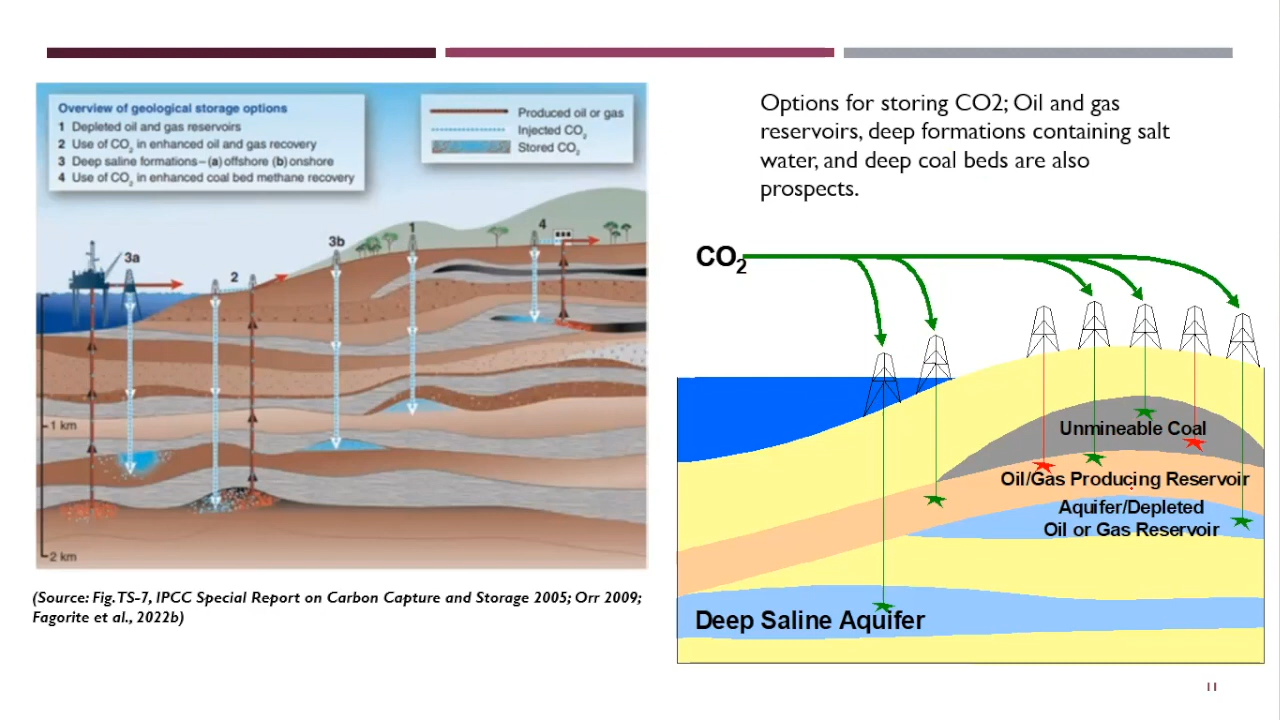 Overview of geological storage options
1 Depleted oil and gas reservoirs
2 Use of CO2 in enhanced oil and gas recovery
3 Deep saline formations – (a) offshore (b) onshore
4 Use of CO2 in enhanced coal bed methane recovery
Produced oil or gas
Injected CO2
Stored CO2
3a
2
3b
1
4
1 km
2 km
(Source: Fig. TS-7, IPCC Special Report on Carbon Capture and Storage 2005; Orr 2009;
Fagorite et al., 2022b)
Options for storing CO2; Oil and gas
reservoirs, deep formations containing salt
water, and deep coal beds are also
prospects.
CO2
Unmineable Coal
Oil/Gas Producing Reservoir
Aquifer/Depleted
Oil or Gas Reservoir
Deep Saline Aquifer
11